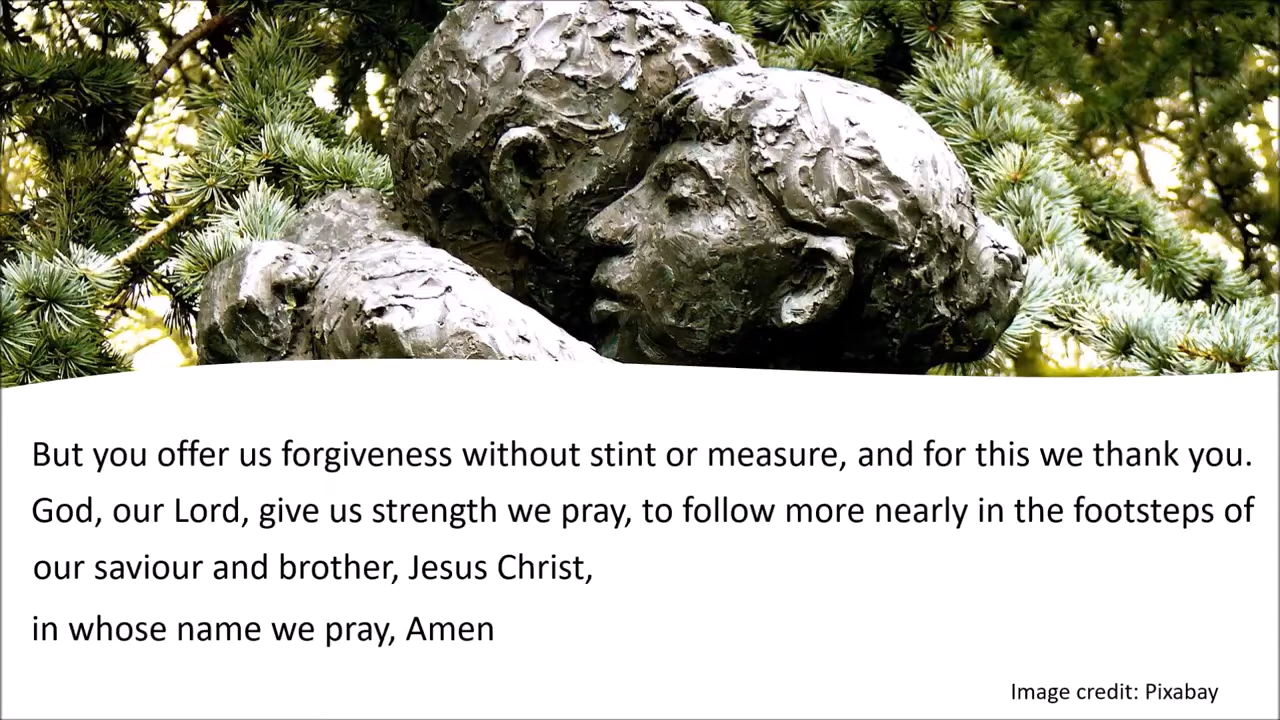 But you offer us forgiveness without stint or measure, and for this we thank you.
God, our Lord, give us strength we pray, to follow more nearly in the footsteps of
our saviour and brother, Jesus Christ,
in whose name we pray, Amen
Image credit: Pixabay